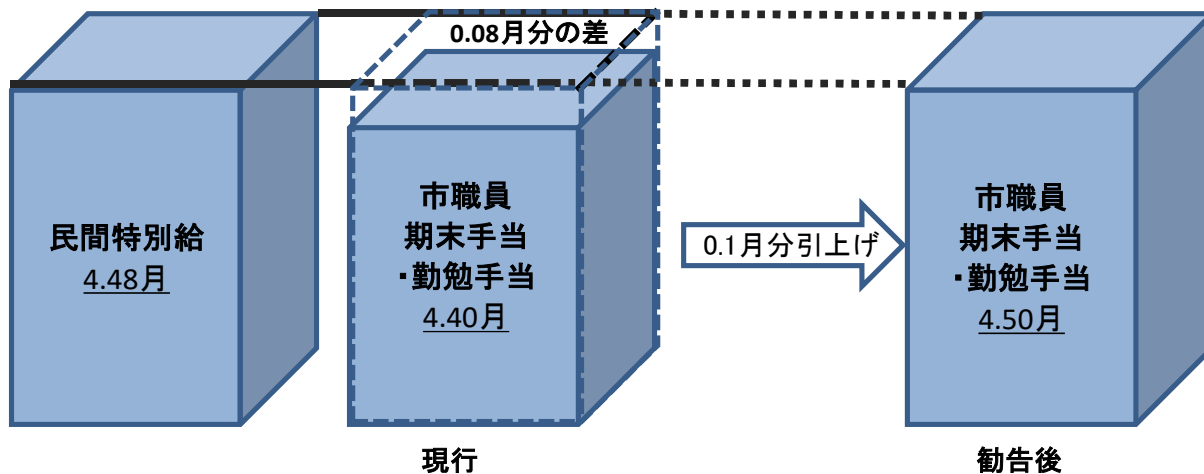 0.08月分の差
民間特別給
4.48月
市職員
期末手当
・勤勉手当
4.40月
0.1月分引上げ
市職員
期末手当
・勤勉手当
4.50月
現行
勧告後